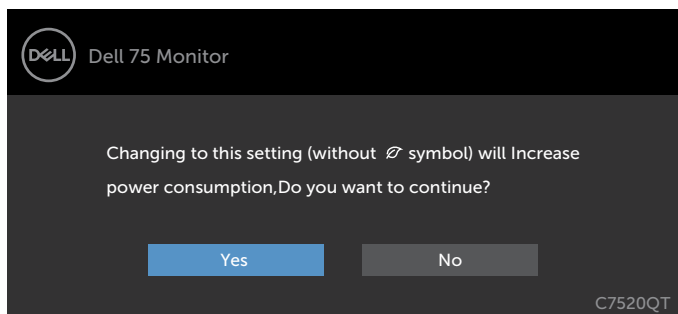 DELL
Dell 75 Monitor
Changing to this setting (without symbol) will Increase
power consumption,Do you want to continue?
Yes
No
C7520QT